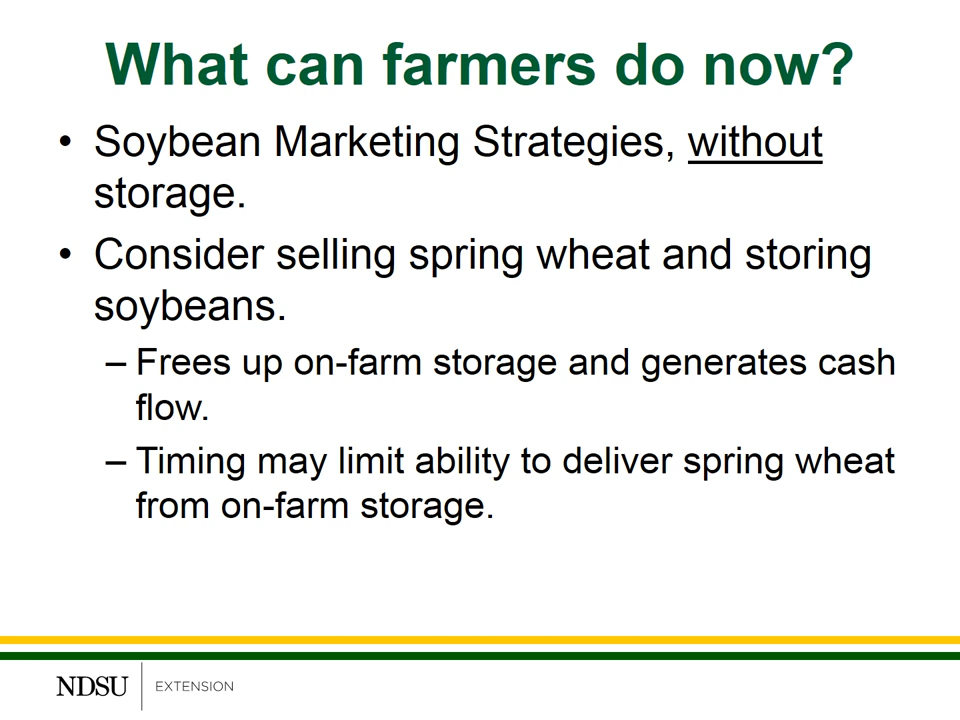 What can farmers do now?
• Soybean Marketing Strategies, without
storage.
• Consider selling spring wheat and storing
soybeans.
– Frees up on-farm storage and generates cash
flow.
– Timing may limit ability to deliver spring wheat
from on-farm storage.
NDSU EXTENSION